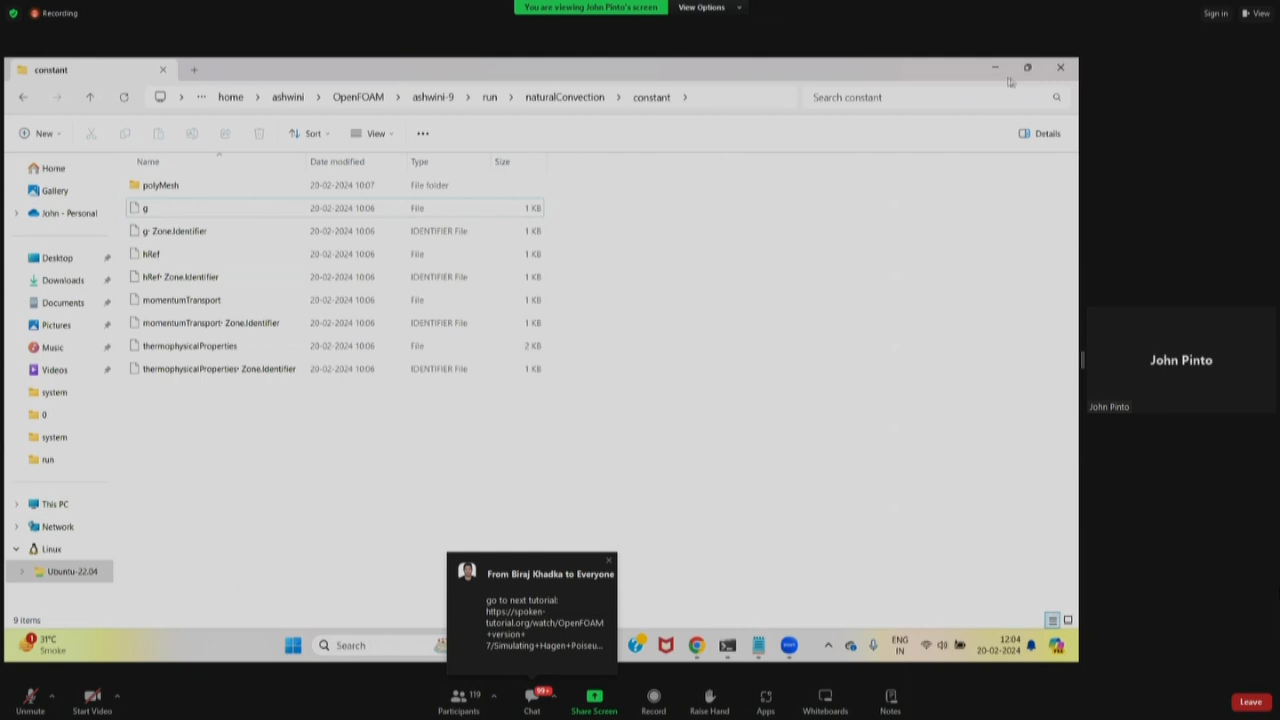 Recording
You are viewing John Pinto's screen
View Options
Sign in
View
constant
home
ashwini
OpenFOAM
ashwini-9
run
naturalConvection
constant
Search constant
New
Sort
View
Details
Name
Date modified
Type
Size
Home
Gallery
John - Personal
Desktop
Downloads
Documents
Pictures
Music
Videos
system
0
system
run
This PC
Network
Linux
Ubuntu-22.04
polyMesh 20-02-2024 10:07 File folder
g 20-02-2024 10:06 File 1 KB
g: Zone.Identifier 20-02-2024 10:06 IDENTIFIER File 1 KB
hRef 20-02-2024 10:06 File 1 KB
hRef: Zone.Identifier 20-02-2024 10:06 IDENTIFIER File 1 KB
momentumTransport 20-02-2024 10:06 File 1 KB
momentumTransport: Zone.Identifier 20-02-2024 10:06 IDENTIFIER File 1 KB
thermophysicalProperties 20-02-2024 10:06 File 2 KB
thermophysicalProperties: Zone.Identifier 20-02-2024 10:06 IDENTIFIER File 1 KB
John Pinto
John Pinto
From Biraj Khadka to Everyone
go to next tutorial:
https://spoken-
tutorial.org/watch/OpenFOAM
+version+
7/Simulating+Hagen+Poiseu...
9 items
1
31°C
Smoke
Search
ENG
IN
12:04
20-02-2024
Unmute
Start Video
119
Participants
99+
Chat
Share Screen
Record
Raise Hand
Apps
Whiteboards
Notes
Leave